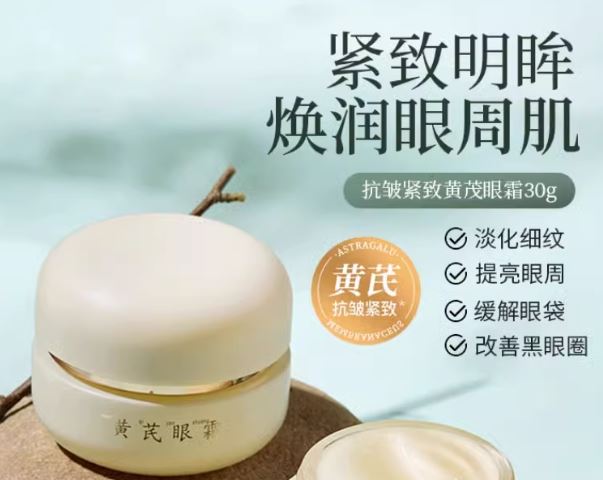 紧致明眸
焕润眼周肌
抗皱紧致黄茂眼霜30g
ASTRAGALU
黄芪
抗皱紧致*
MEMBRANACEUS
淡化细纹
提亮眼周
缓解眼袋
改善黑眼圈
黄芪眼霜